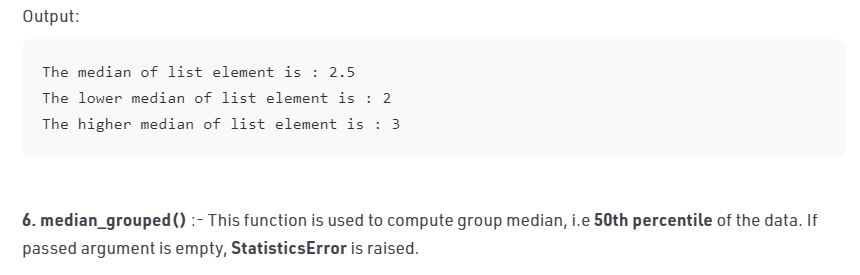 Output:
The median of list element is : 2.5
The lower median of list element is : 2
The higher median of list element is : 3
6. median_grouped() :- This function is used to compute group median, i.e 50th percentile of the data. If
passed argument is empty, StatisticsError is raised.